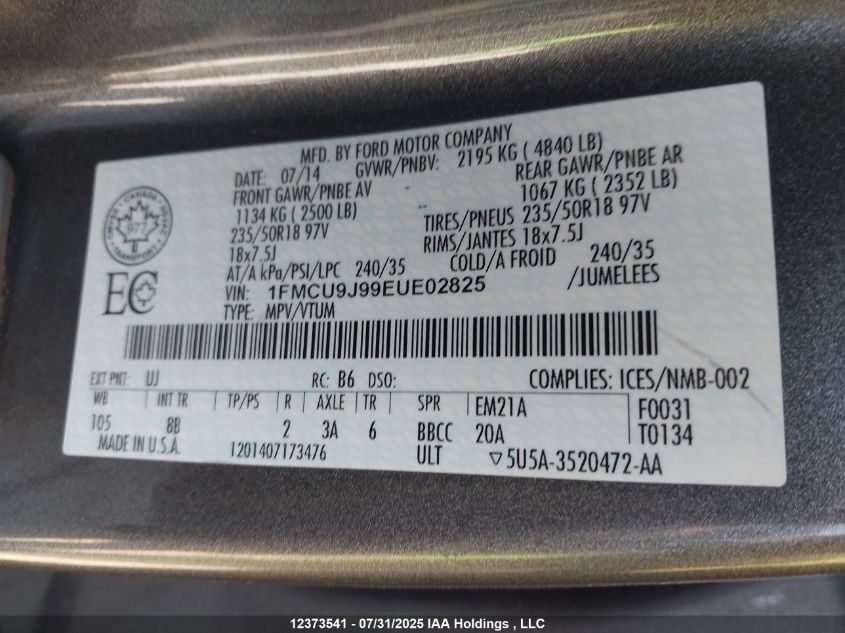 MFD. BY FORD MOTOR COMPANY
DATE: 07/14 GVWR/PNBV: 2195 KG ( 4840 LB)
FRONT GAWR/PNBE AV - REAR GAWR/PNBE AR
1134 KG ( 2500 LB) - 1067 KG ( 2352 LB)
235/50R18 97V TIRES/PNEUS 235/50R18 97V
18x7.5J RIMS/JANTES 18x7.5J
AT/A kPa/PSI/LPC 240/35 COLD/A FROID 240/35
VIN: 1FMCU9J99EUE02825 /JUMELEES
TYPE: MPV/VTUM
CANADA
977
TRANSPORT
EC
EXT PNT: UJ RC: B6 DSO: COMPLIES: ICES/NMB-002
WB INT TR TP/PS R AXLE TR SPR EM21A F0031
105 8B 2 3A 6 BBCC 20A T0134
MADE IN U.S.A. 1201407173476 ULT ▽5U5A-3520472-AA
12373541 - 07/31/2025 IAA Holdings , LLC